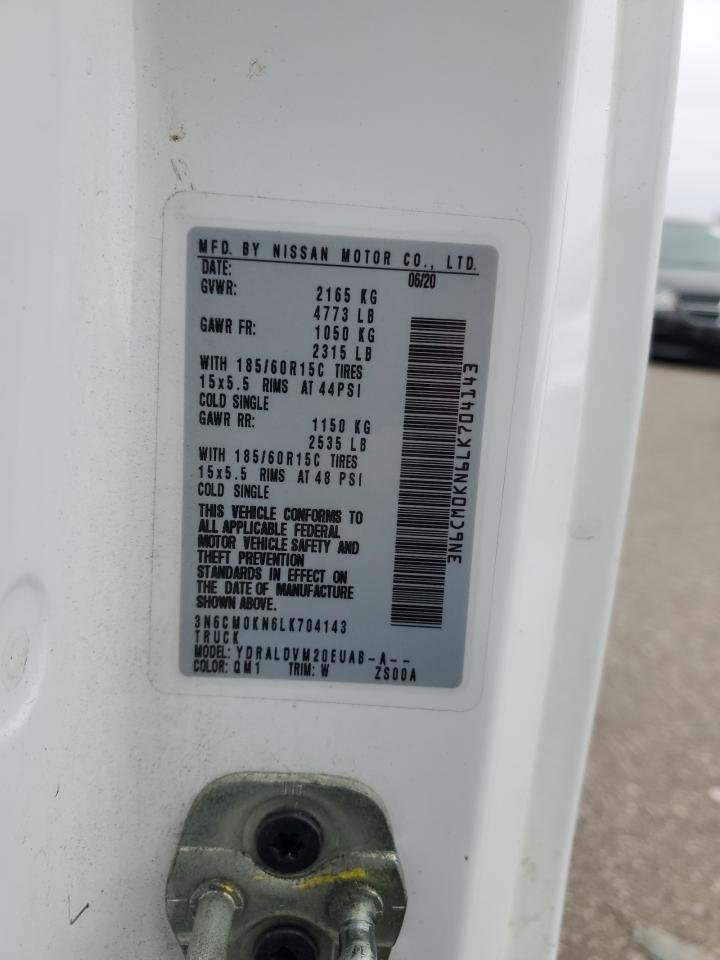 MFD. BY NISSAN MOTOR CO., LTD.
DATE: 06/20
GVWR: 2165 KG
4773 LB
GAWR FR: 1050 KG
2315 LB
WITH 185/60R15C TIRES
15x5.5 RIMS AT 44PSI
COLD SINGLE
GAWR RR: 1150 KG
2535 LB
WITH 185/60R15C TIRES
15x5.5 RIMS AT 48 PSI
COLD SINGLE
THIS VEHICLE CONFORMS TO
ALL APPLICABLE FEDERAL
MOTOR VEHICLE SAFETY AND
THEFT PREVENTION
STANDARDS IN EFFECT ON
THE DATE OF MANUFACTURE
SHOWN ABOVE.
3N6CM0KN6LK704143
TRUCK
MODEL: YDRALDVM20EUAB-A--
COLOR: QM1 TRIM: W ZS00A
3N6CM0KN6LK704143